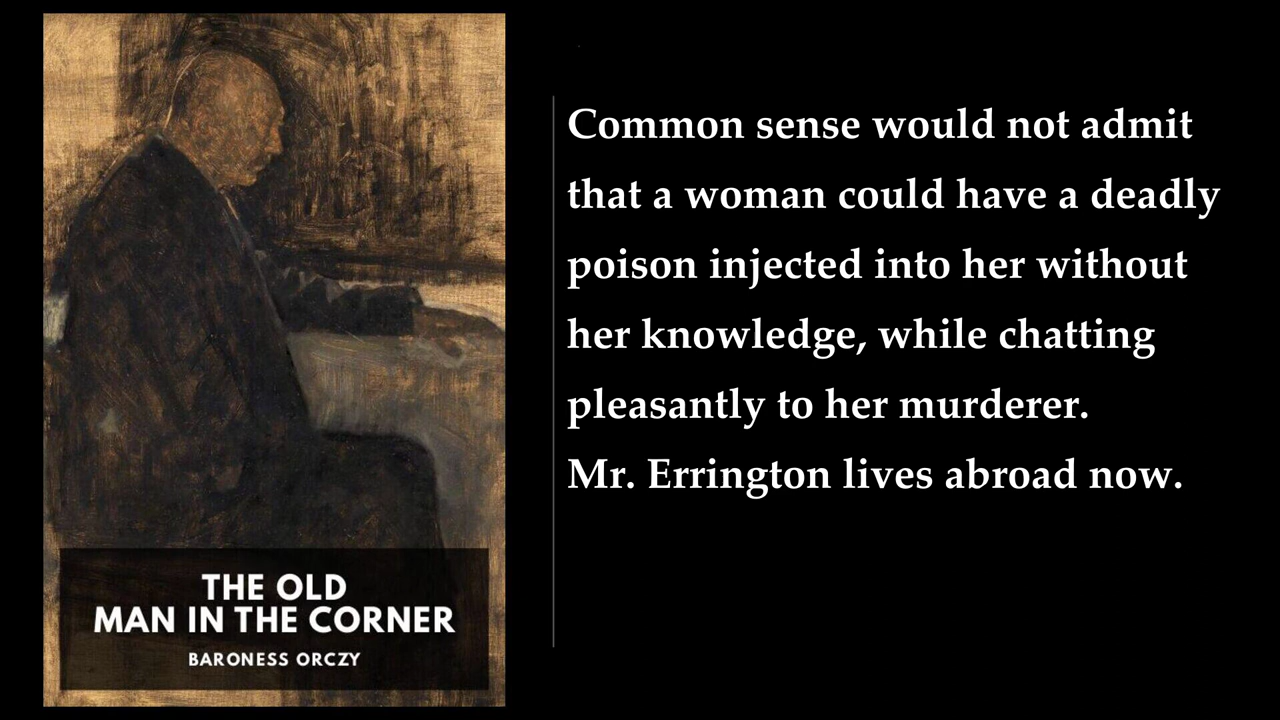 THE OLD
MAN IN THE CORNER
BARONESS ORCZY
Common sense would not admit
that a woman could have a deadly
poison injected into her without
her knowledge, while chatting
pleasantly to her murderer.
Mr. Errington lives abroad now.